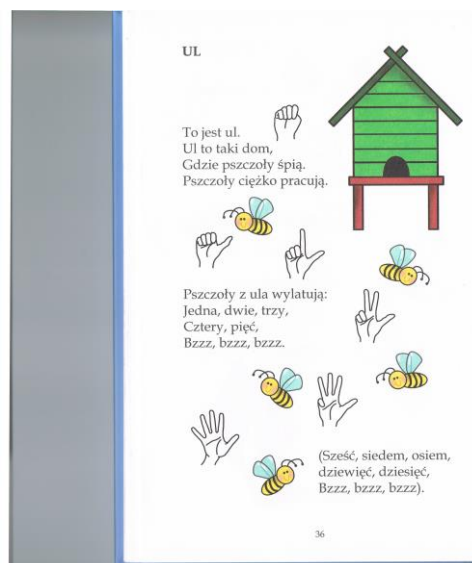 UL
To jest ul.
Ul to taki dom,
Gdzie pszczoły śpią.
Pszczoły ciężko pracują.
Pszczoły z ula wylatują:
Jedna, dwie, trzy,
Cztery, pięć,
Bzzz, bzzz, bzzz.
(Sześć, siedem, osiem,
dziewięć, dziesięć,
Bzzz, bzzz, bzzz).
36